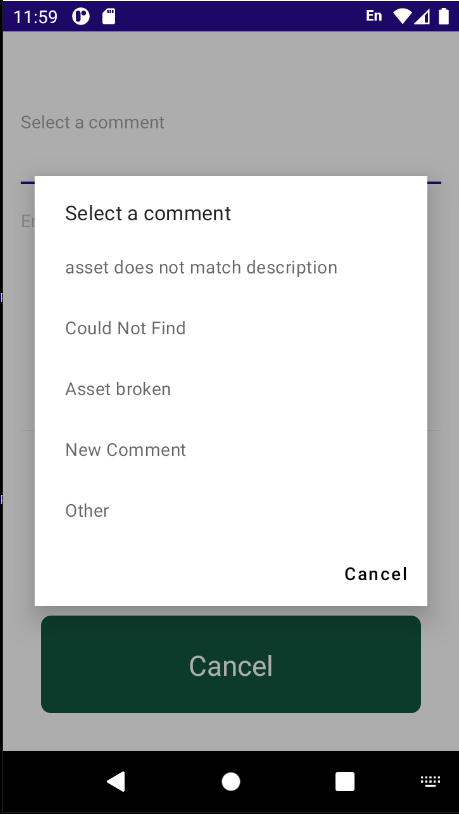 11:59
En
Select a comment
Select a comment
asset does not match description
Could Not Find
Asset broken
New Comment
Other
Cancel
Cancel